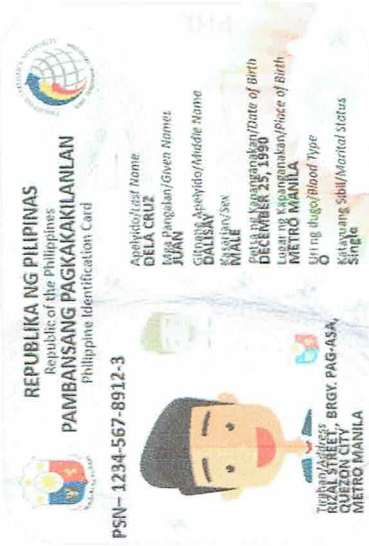 REPUBLIKA NG PILIPINAS
Republic of the Philippines
PAMBANSANG PAGKAKAKILANLAN
Philippine Identification Card
PSN– 1234-567-8912-3
Apelyido/Last Name
DELA CRUZ
Mga Pangalan/Given Names
JUAN
Gitnang Apelyido/Middle Name
DALISAY
Kasarian/Sex
MALE
Petsa ng Kapanganakan/Date of Birth
DECEMBER 25, 1990
Lugar ng Kapanganakan/Place of Birth
METRO MANILA
Uri ng dugo/Blood Type
O
Katayuang Sibil/Marital Status
Single
Tirahan/Address
RIZAL STREET, BRGY. PAG-ASA,
QUEZON CITY,
METRO MANILA